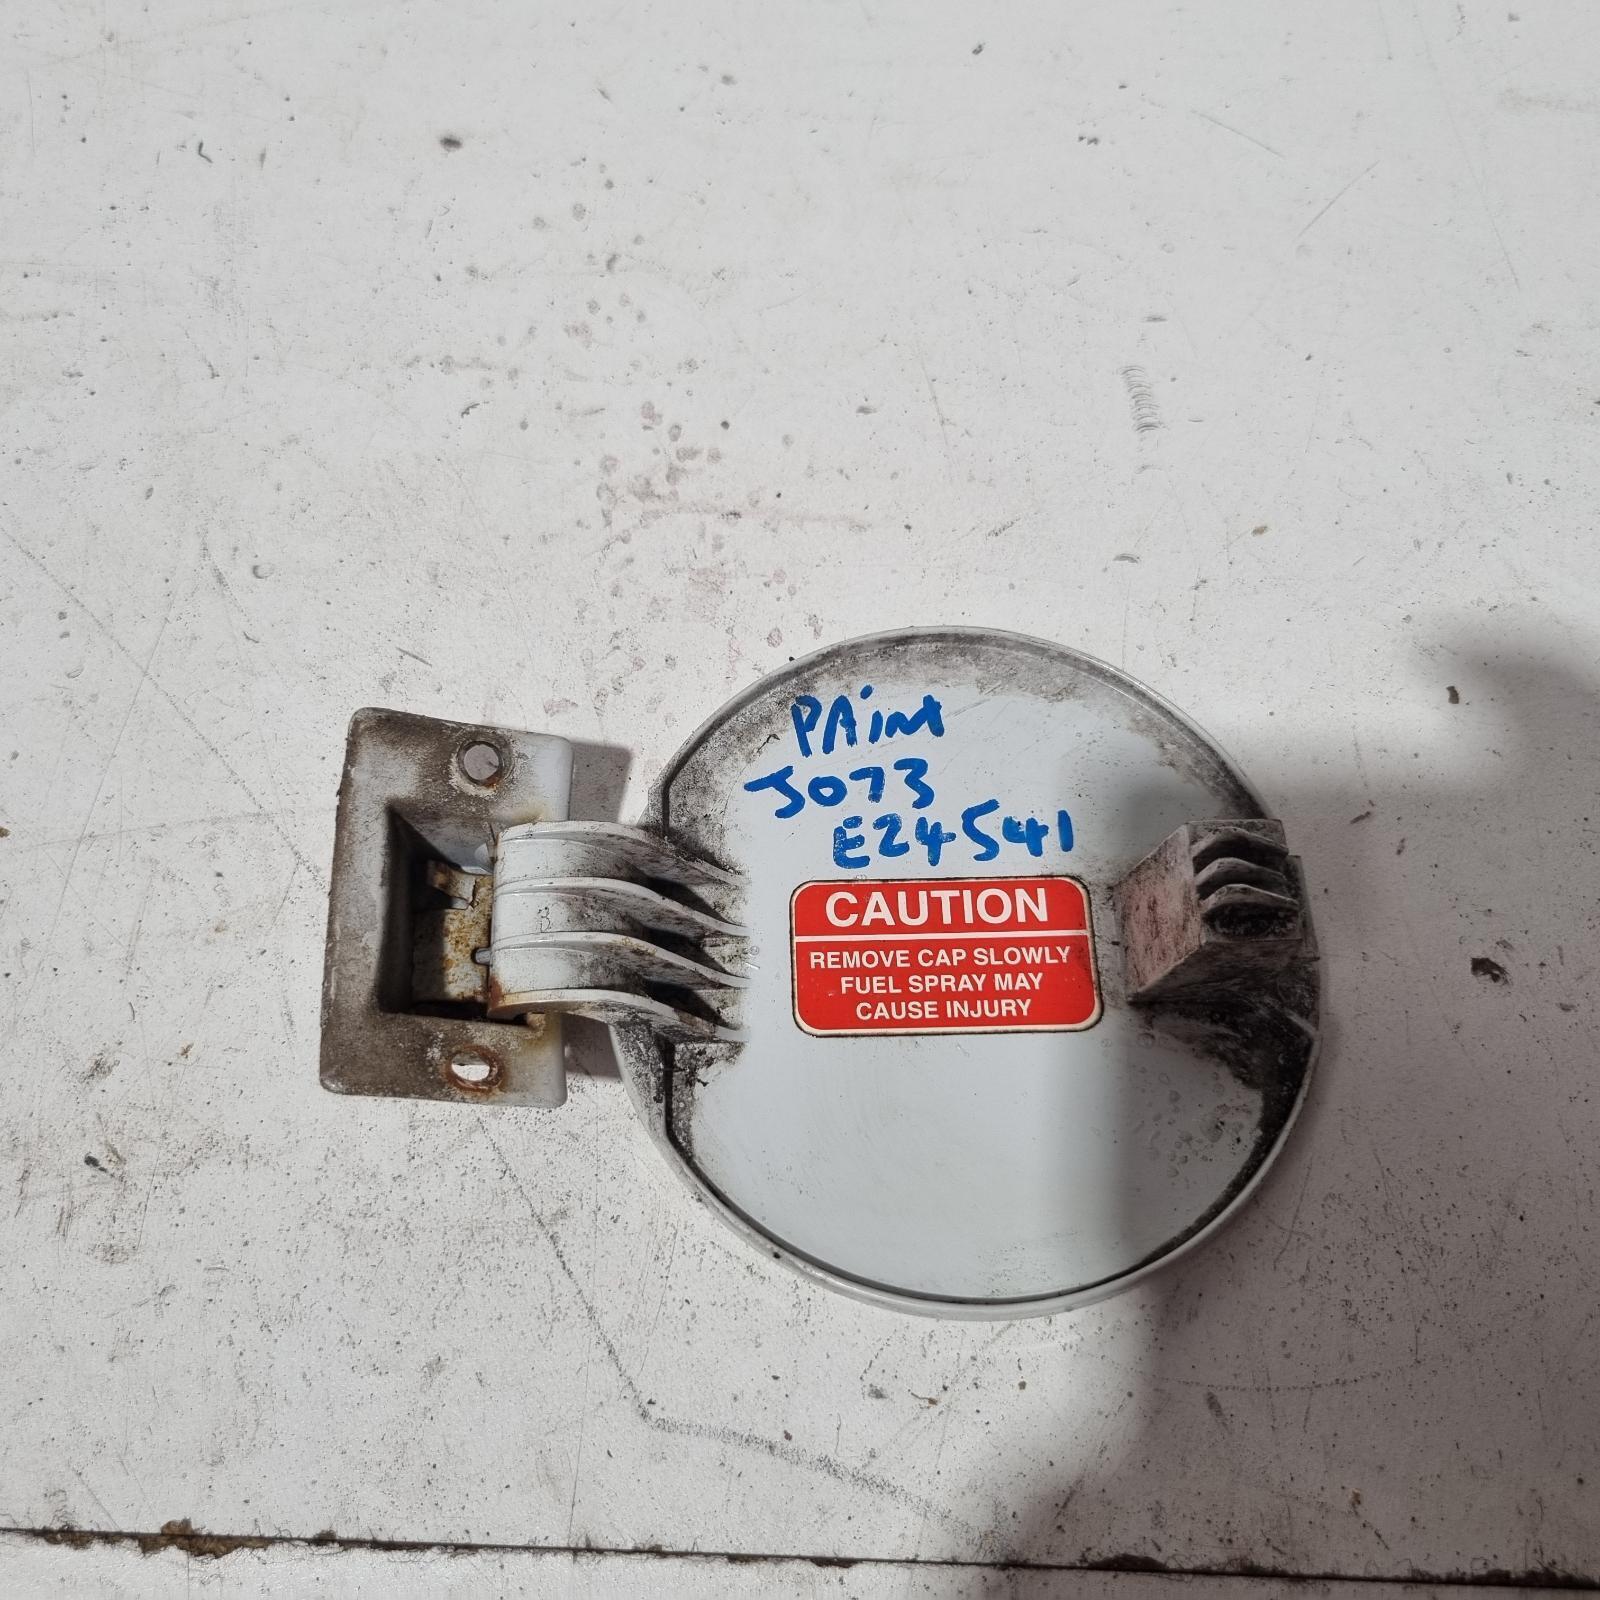 PAiNT
J073
E24541
CAUTION
REMOVE CAP SLOWLY
FUEL SPRAY MAY
CAUSE INJURY